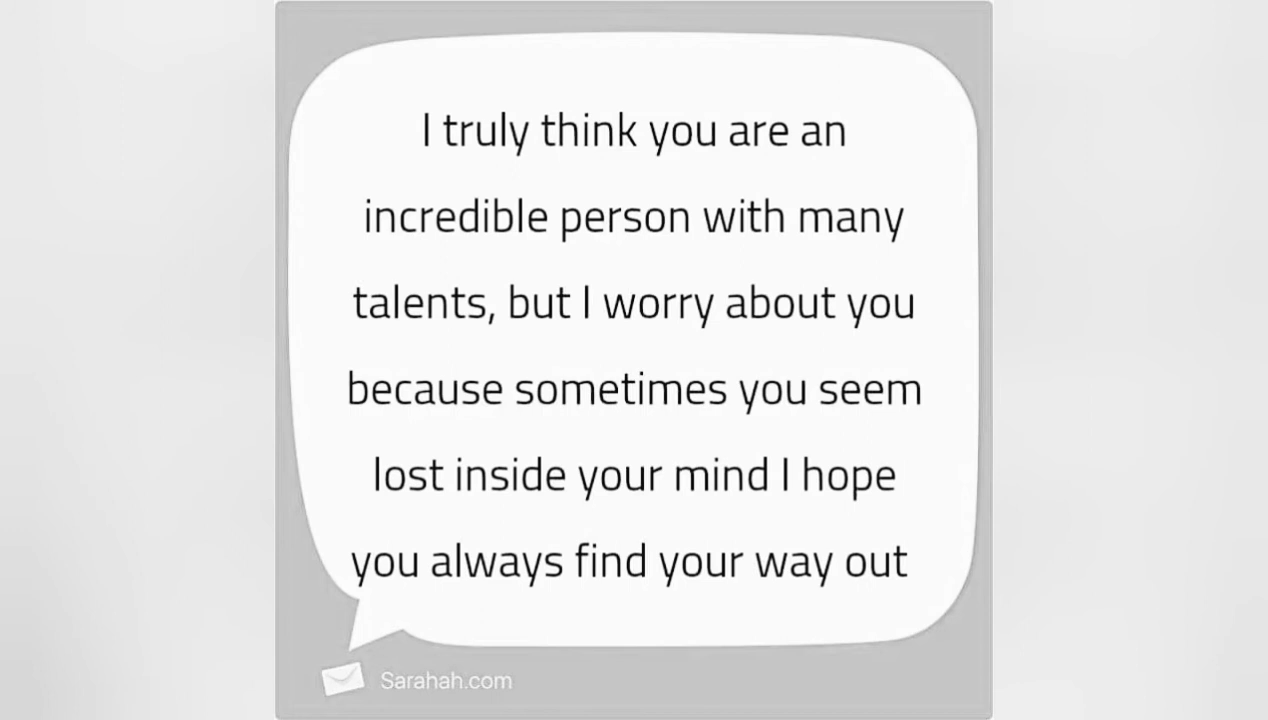 I truly think you are an
incredible person with many
talents, but I worry about you
because sometimes you seem
lost inside your mind I hope
you always find your way out
Sarahah.com